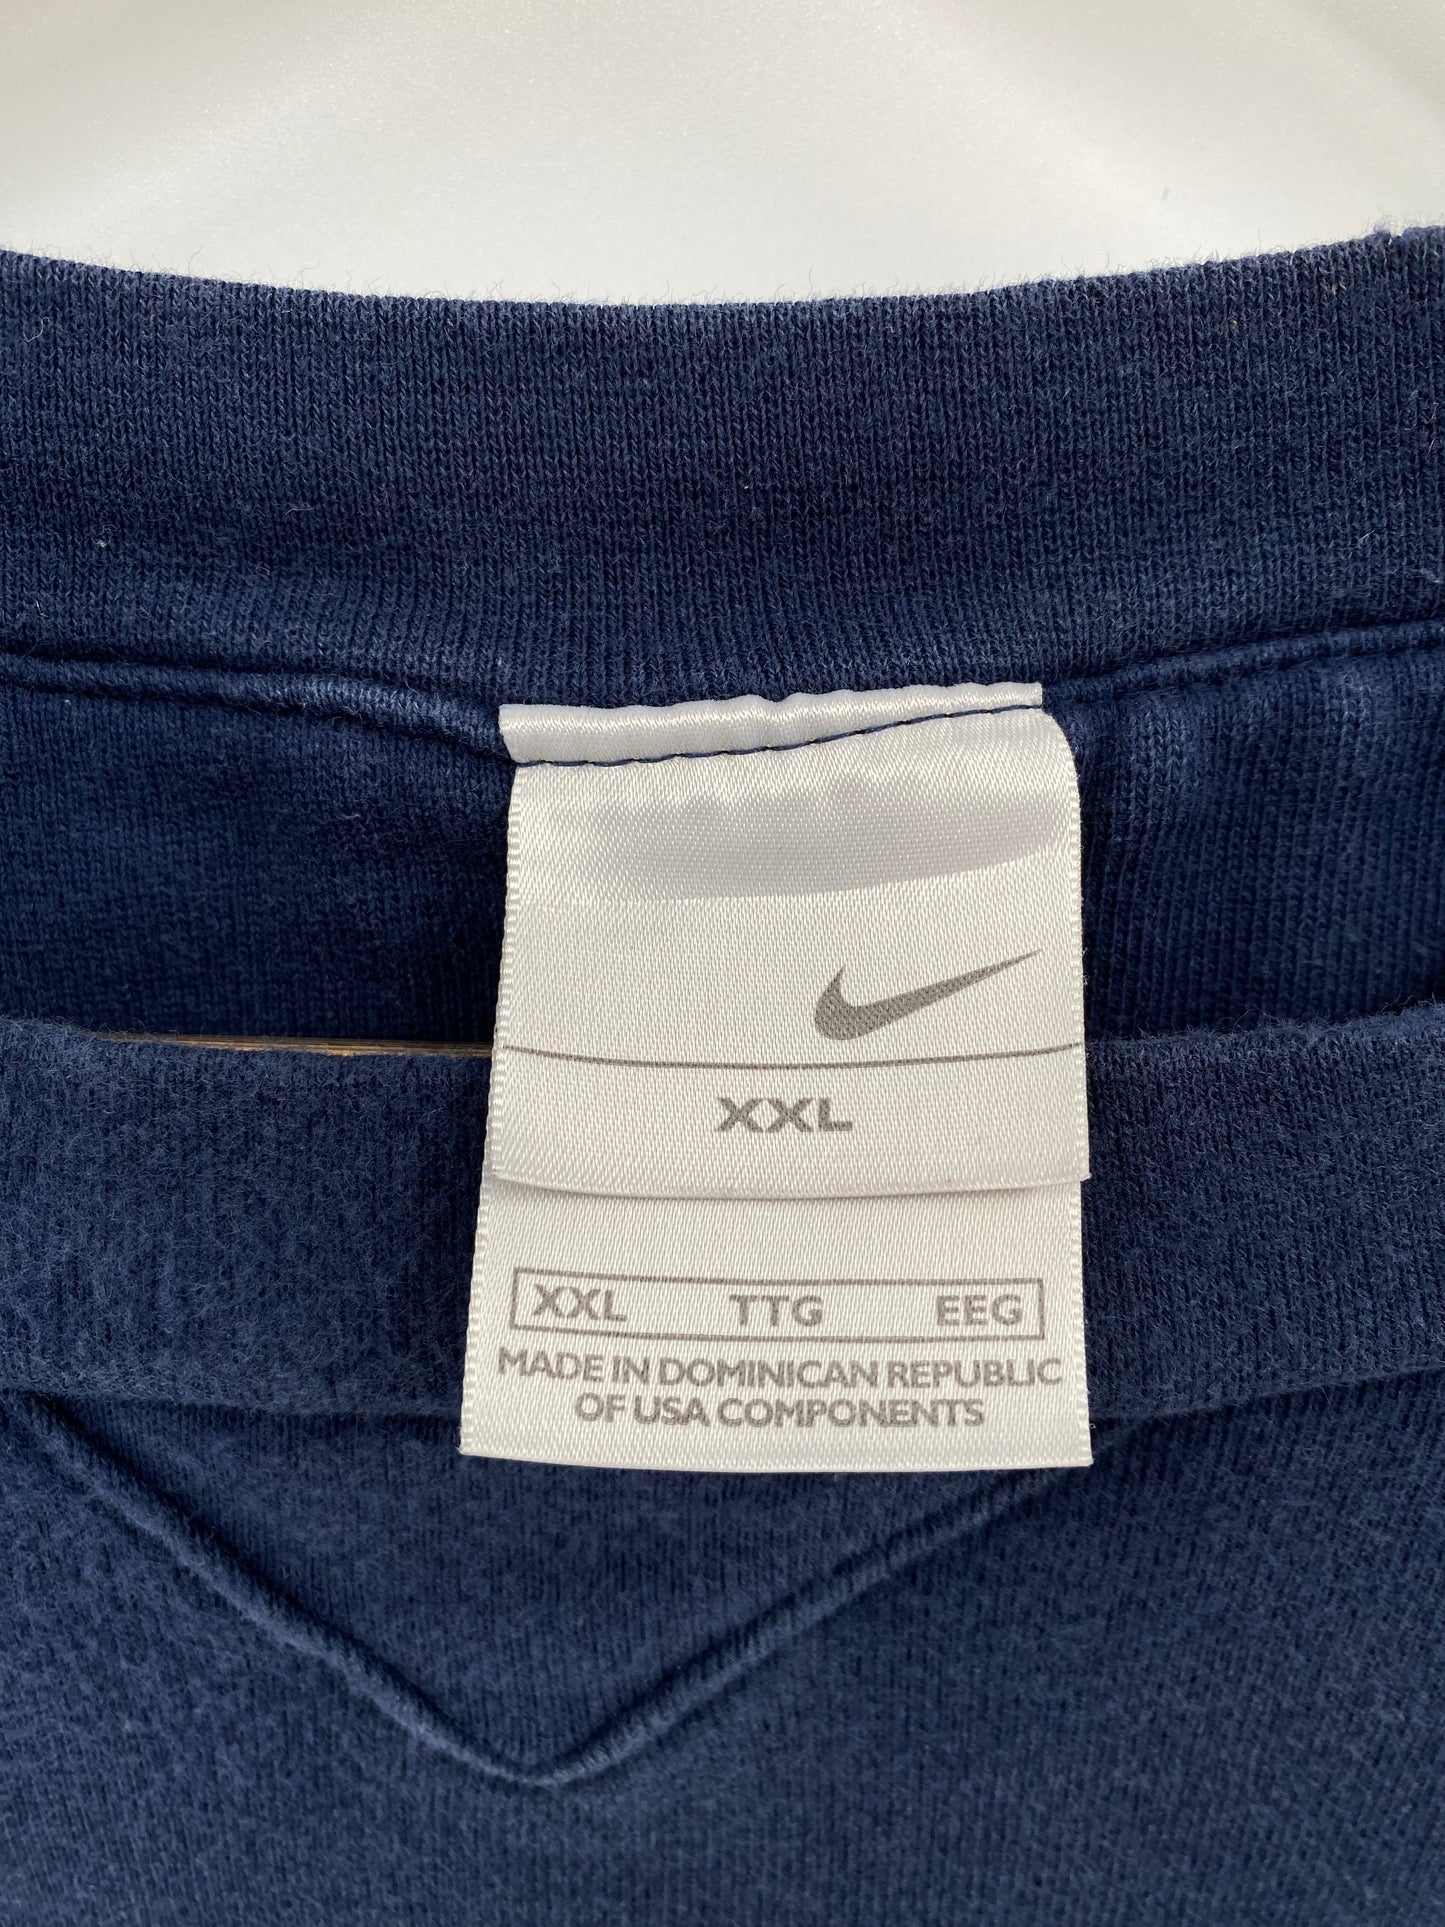 XXL
XXL TTG EEG
MADE IN DOMINICAN REPUBLIC
OF USA COMPONENTS